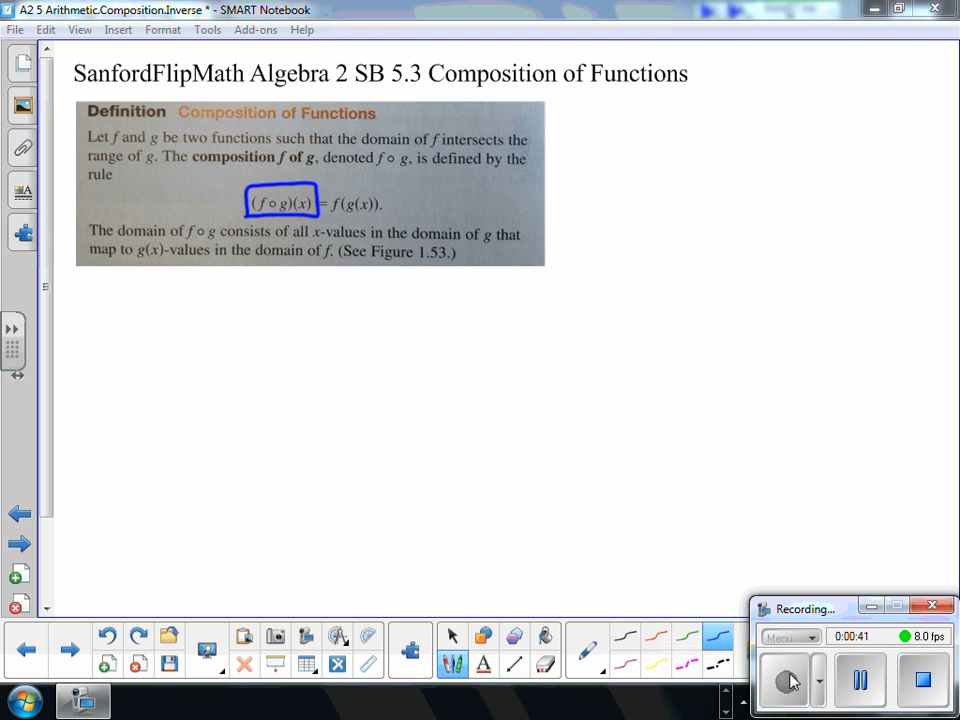 A2 5 Arithmetic.Composition.Inverse * - SMART Notebook
File Edit View Insert Format Tools Add-ons Help
SanfordFlipMath Algebra 2 SB 5.3 Composition of Functions
Definition Composition of Functions
Let f and g be two functions such that the domain of f intersects the
range of g. The composition f of g, denoted f ∘ g, is defined by the
rule
(f ∘ g)(x) = f(g(x)).
The domain of f ∘ g consists of all x-values in the domain of g that
map to g(x)-values in the domain of f. (See Figure 1.53.)
Recording...
Menu 0:00:41 8.0 fps